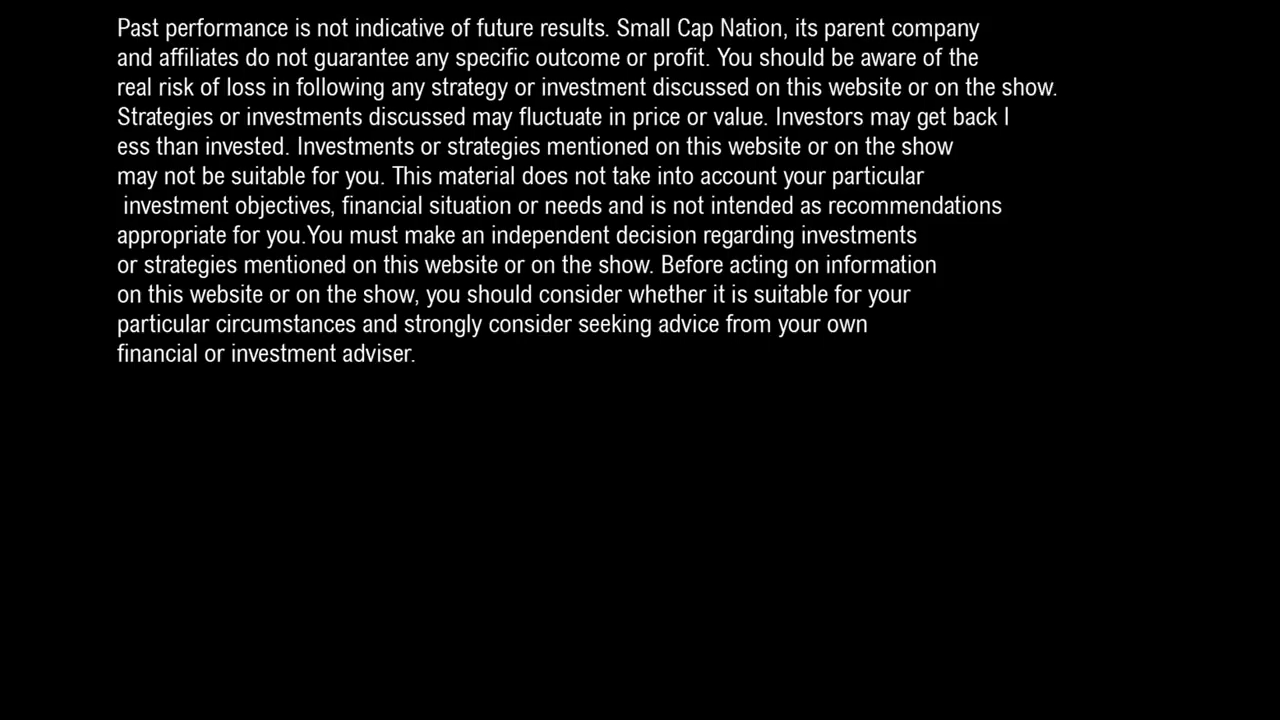 Past performance is not indicative of future results. Small Cap Nation, its parent company
and affiliates do not guarantee any specific outcome or profit. You should be aware of the
real risk of loss in following any strategy or investment discussed on this website or on the show.
Strategies or investments discussed may fluctuate in price or value. Investors may get back l
ess than invested. Investments or strategies mentioned on this website or on the show
may not be suitable for you. This material does not take into account your particular
investment objectives, financial situation or needs and is not intended as recommendations
appropriate for you.You must make an independent decision regarding investments
or strategies mentioned on this website or on the show. Before acting on information
on this website or on the show, you should consider whether it is suitable for your
particular circumstances and strongly consider seeking advice from your own
financial or investment adviser.